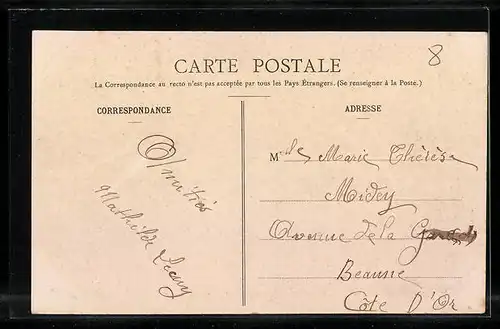 8
CARTE POSTALE
La Correspondance au recto n'est pas acceptée par tous les Pays Étrangers. (Se renseigner à la Poste.)
CORRESPONDANCE
ADRESSE
Amitiés
Mathilde
Mlle Marie Thérèse
Midey
Avenue de la Gare
Beaune
Côte D'Or